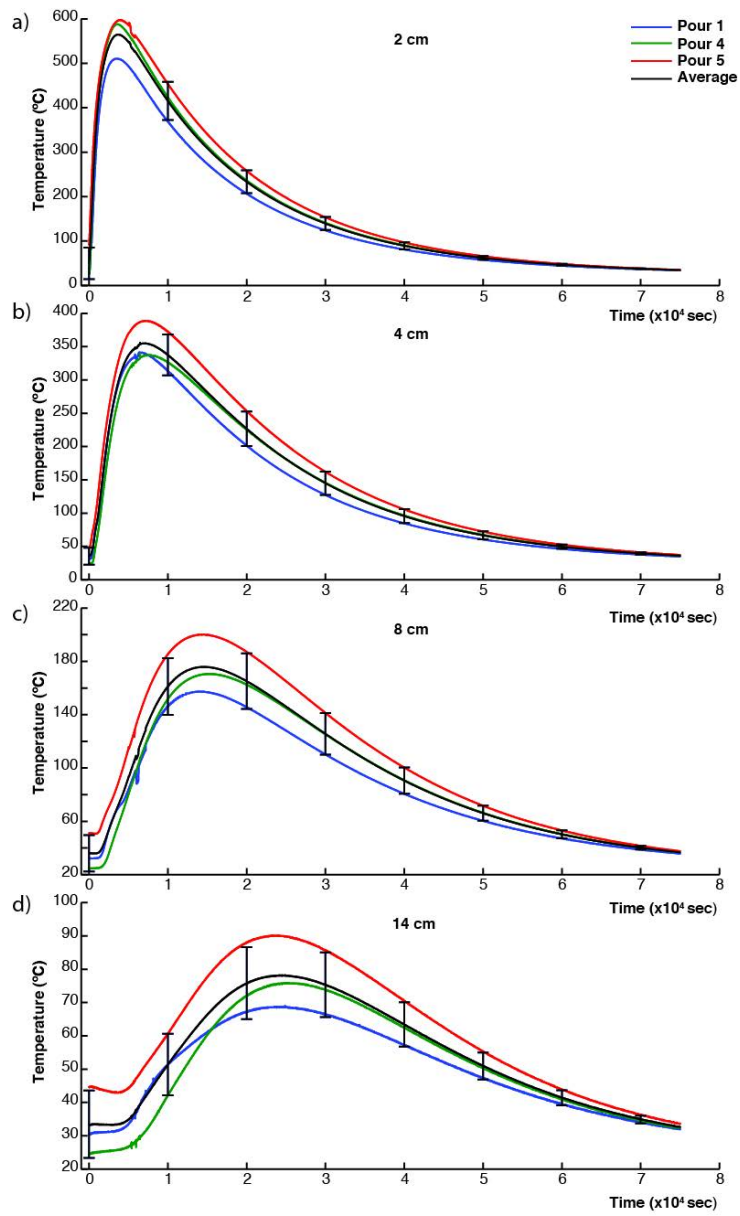 a)
2 cm
Pour 1
Pour 4
Pour 5
Average
Temperature (ºC)
600
500
400
300
200
100
0
0 1 2 3 4 5 6 7 8
Time (x10⁴ sec)
b)
4 cm
Temperature (ºC)
400
350
300
250
200
150
100
50
0
0 1 2 3 4 5 6 7 8
Time (x10⁴ sec)
c)
8 cm
Temperature (ºC)
220
180
140
100
60
20
0 1 2 3 4 5 6 7 8
Time (x10⁴ sec)
d)
14 cm
Temperature (ºC)
100
90
80
70
60
50
40
30
20
0 1 2 3 4 5 6 7 8
Time (x10⁴ sec)